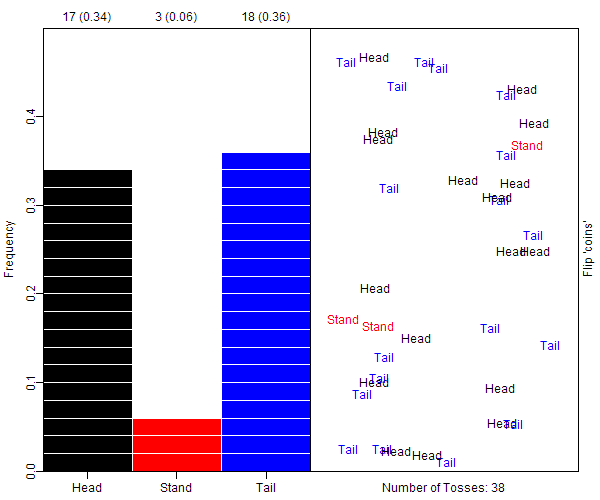 17 (0.34) 3 (0.06) 18 (0.36)
Frequency
0.4
0.3
0.2
0.1
0.0
Head Stand Tail
Head
Tail Tail
Tail
Tail
Head
Tail
Head
Head
Head
Stand
Tail
Head
Head
Tail
Head
Tail
Tail
Head Head
Head
Stand
Stand
Tail
Head
Tail
Tail
Tail
Head
Head
Tail
Head Tail
Tail Tail Head
Head
Tail
Number of Tosses: 38
Flip 'coins'